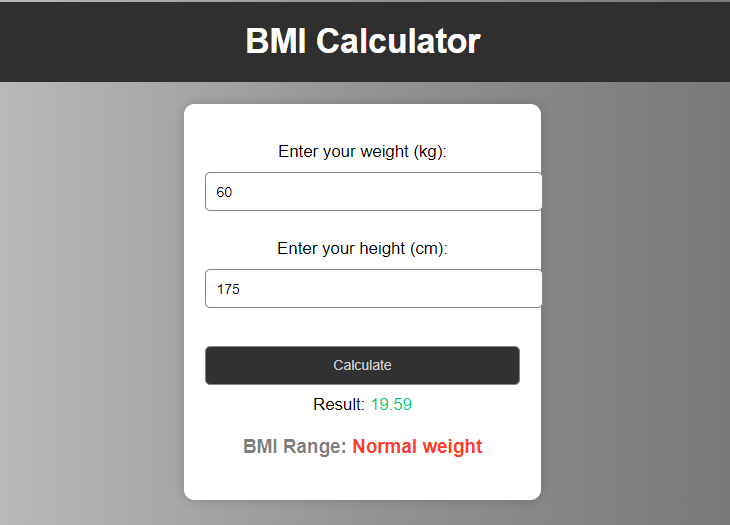 BMI Calculator
Enter your weight (kg):
60
Enter your height (cm):
175
Calculate
Result: 19.59
BMI Range: Normal weight